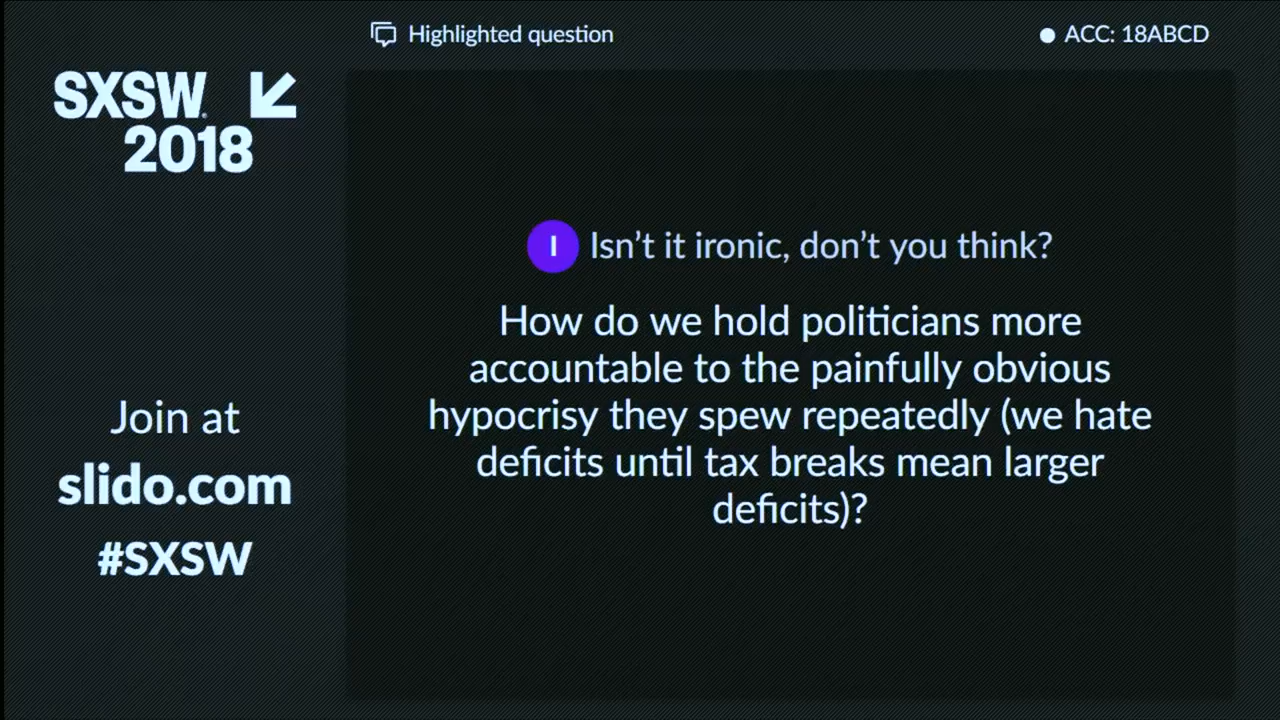 Highlighted question
ACC: 18ABCD
SXSW®
2018
I Isn’t it ironic, don’t you think?
How do we hold politicians more
accountable to the painfully obvious
hypocrisy they spew repeatedly (we hate
deficits until tax breaks mean larger
deficits)?
Join at
slido.com
#SXSW